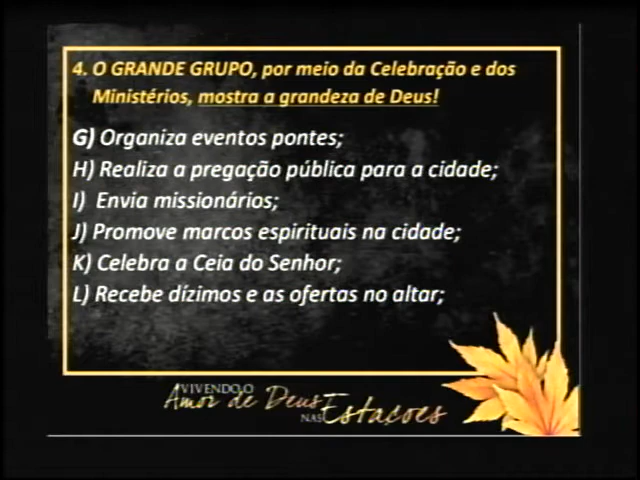 4. O GRANDE GRUPO, por meio da Celebração e dos
Ministérios, mostra a grandeza de Deus!
G) Organiza eventos pontes;
H) Realiza a pregação pública para a cidade;
I) Envia missionários;
J) Promove marcos espirituais na cidade;
K) Celebra a Ceia do Senhor;
L) Recebe dízimos e as ofertas no altar;
VIVENDO O
Amor de Deus
NAS Estações